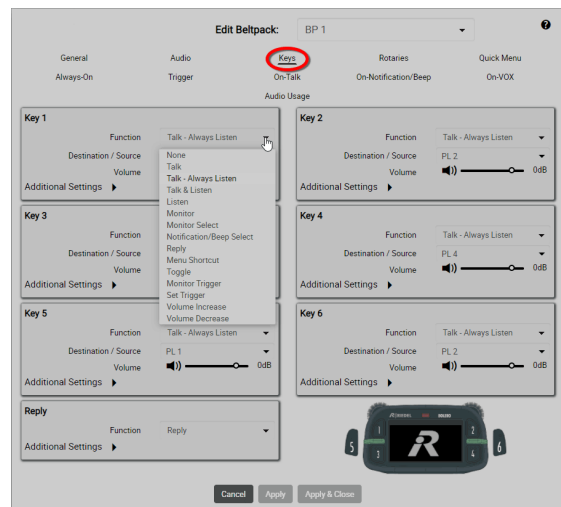 Edit Beltpack: BP 1
General Audio Keys Rotaries Quick Menu
Always-On Trigger On-Talk On-Notification/Beep On-VOX
Audio Usage
Key 1
Function Talk - Always Listen
Destination / Source
Volume
Additional Settings
None
Talk
Talk - Always Listen
Talk & Listen
Listen
Monitor
Monitor Select
Notification/Beep Select
Reply
Menu Shortcut
Toggle
Monitor Trigger
Set Trigger
Volume Increase
Volume Decrease
Key 2
Function Talk - Always Listen
Destination / Source PL 2
Volume 0dB
Additional Settings
Key 3
Function
Destination / Source
Volume
Additional Settings
Key 4
Function Talk - Always Listen
Destination / Source PL 4
Volume 0dB
Additional Settings
Key 5
Function Talk - Always Listen
Destination / Source PL 1
Volume 0dB
Additional Settings
Key 6
Function Talk - Always Listen
Destination / Source PL 2
Volume 0dB
Additional Settings
Reply
Function Reply
Additional Settings
1 2
5 3 4 6
Cancel Apply Apply & Close